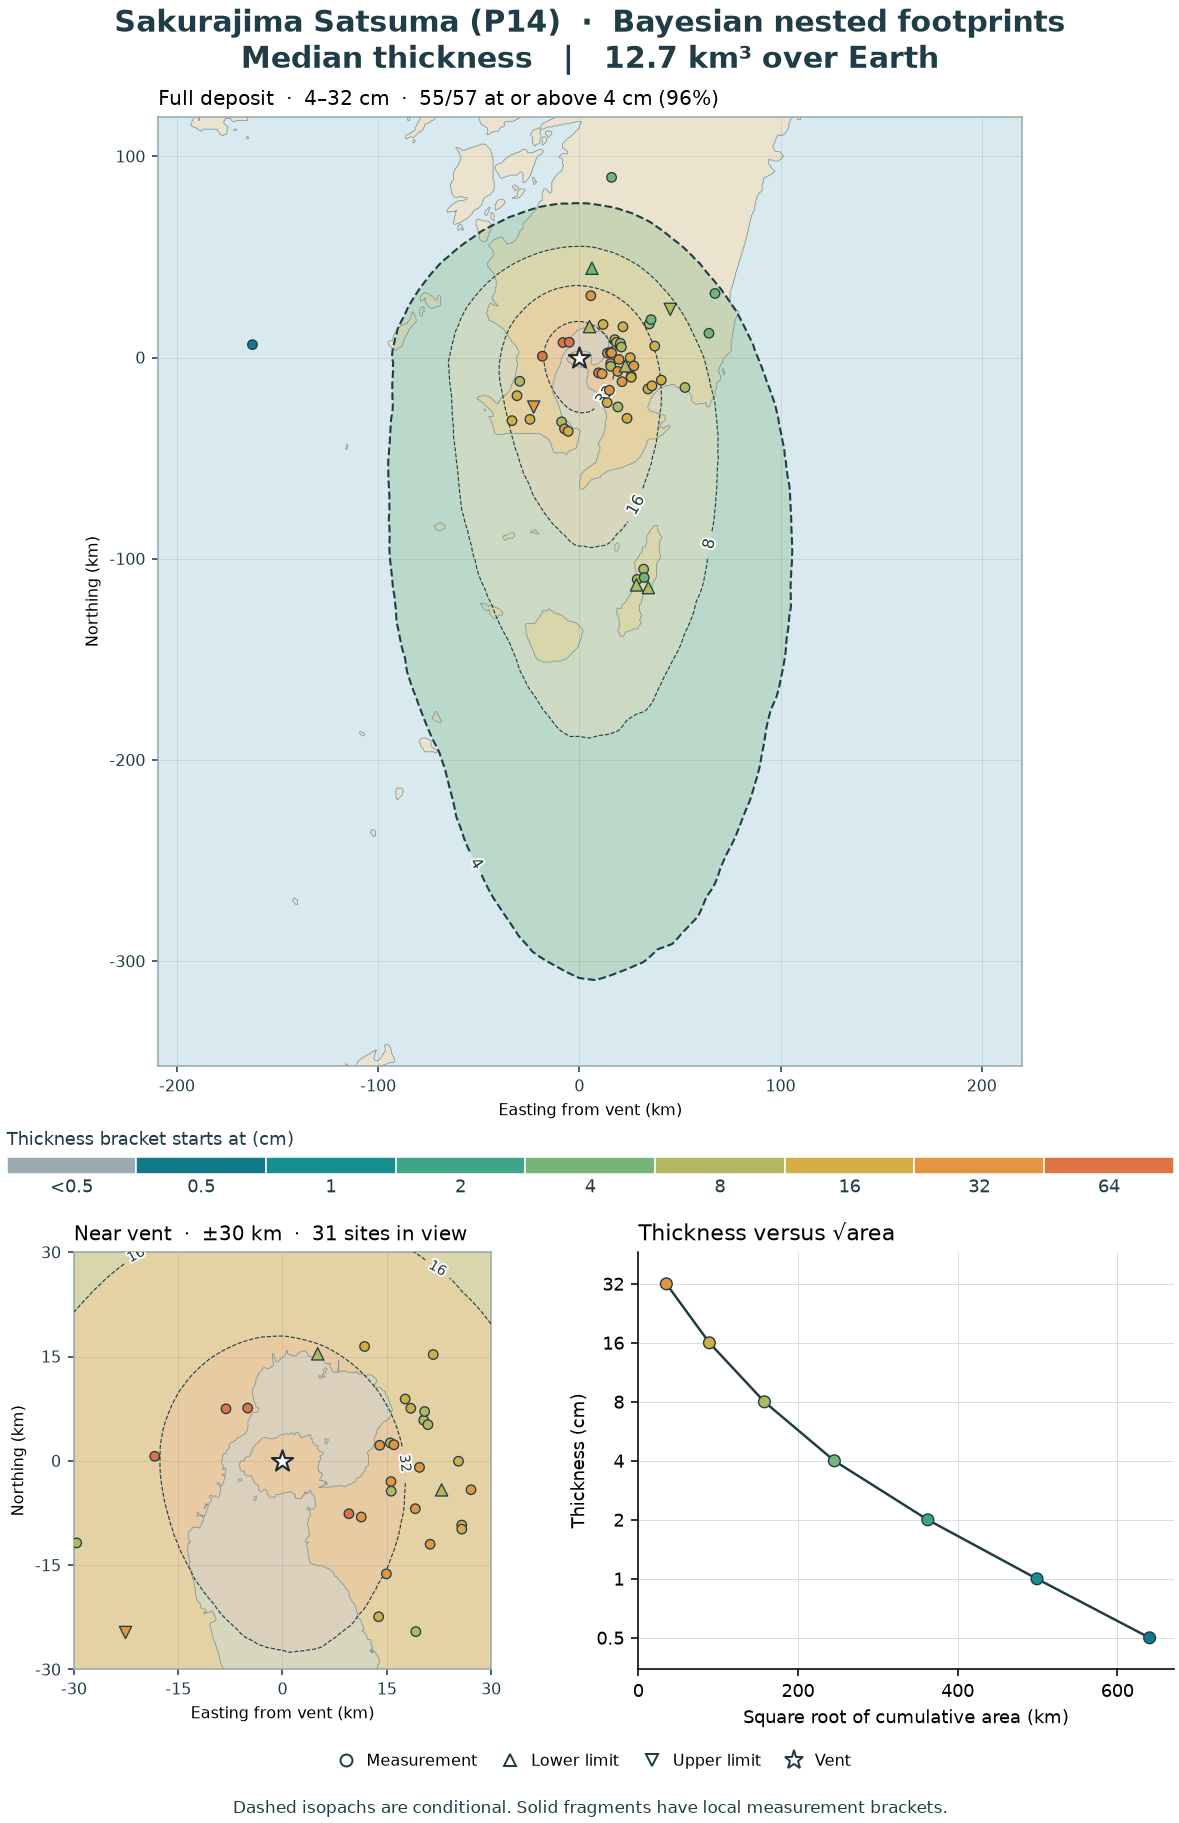 Sakurajima Satsuma (P14)  ·  Bayesian nested footprints
Median thickness   |   12.7 km³ over Earth
Full deposit  ·  4–32 cm  ·  55/57 at or above 4 cm (96%)
100
0
-100
-200
-300
Northing (km)
16
8
4
-200
-100
0
100
200
Easting from vent (km)
Thickness bracket starts at (cm)
<0.5
0.5
1
2
4
8
16
32
64
Near vent  ·  ±30 km  ·  31 sites in view
30
15
0
-15
-30
Northing (km)
16
16
32
-30
-15
0
15
30
Easting from vent (km)
Thickness versus √area
32
16
8
4
2
1
0.5
Thickness (cm)
0
200
400
600
Square root of cumulative area (km)
Measurement
Lower limit
Upper limit
Vent
Dashed isopachs are conditional. Solid fragments have local measurement brackets.